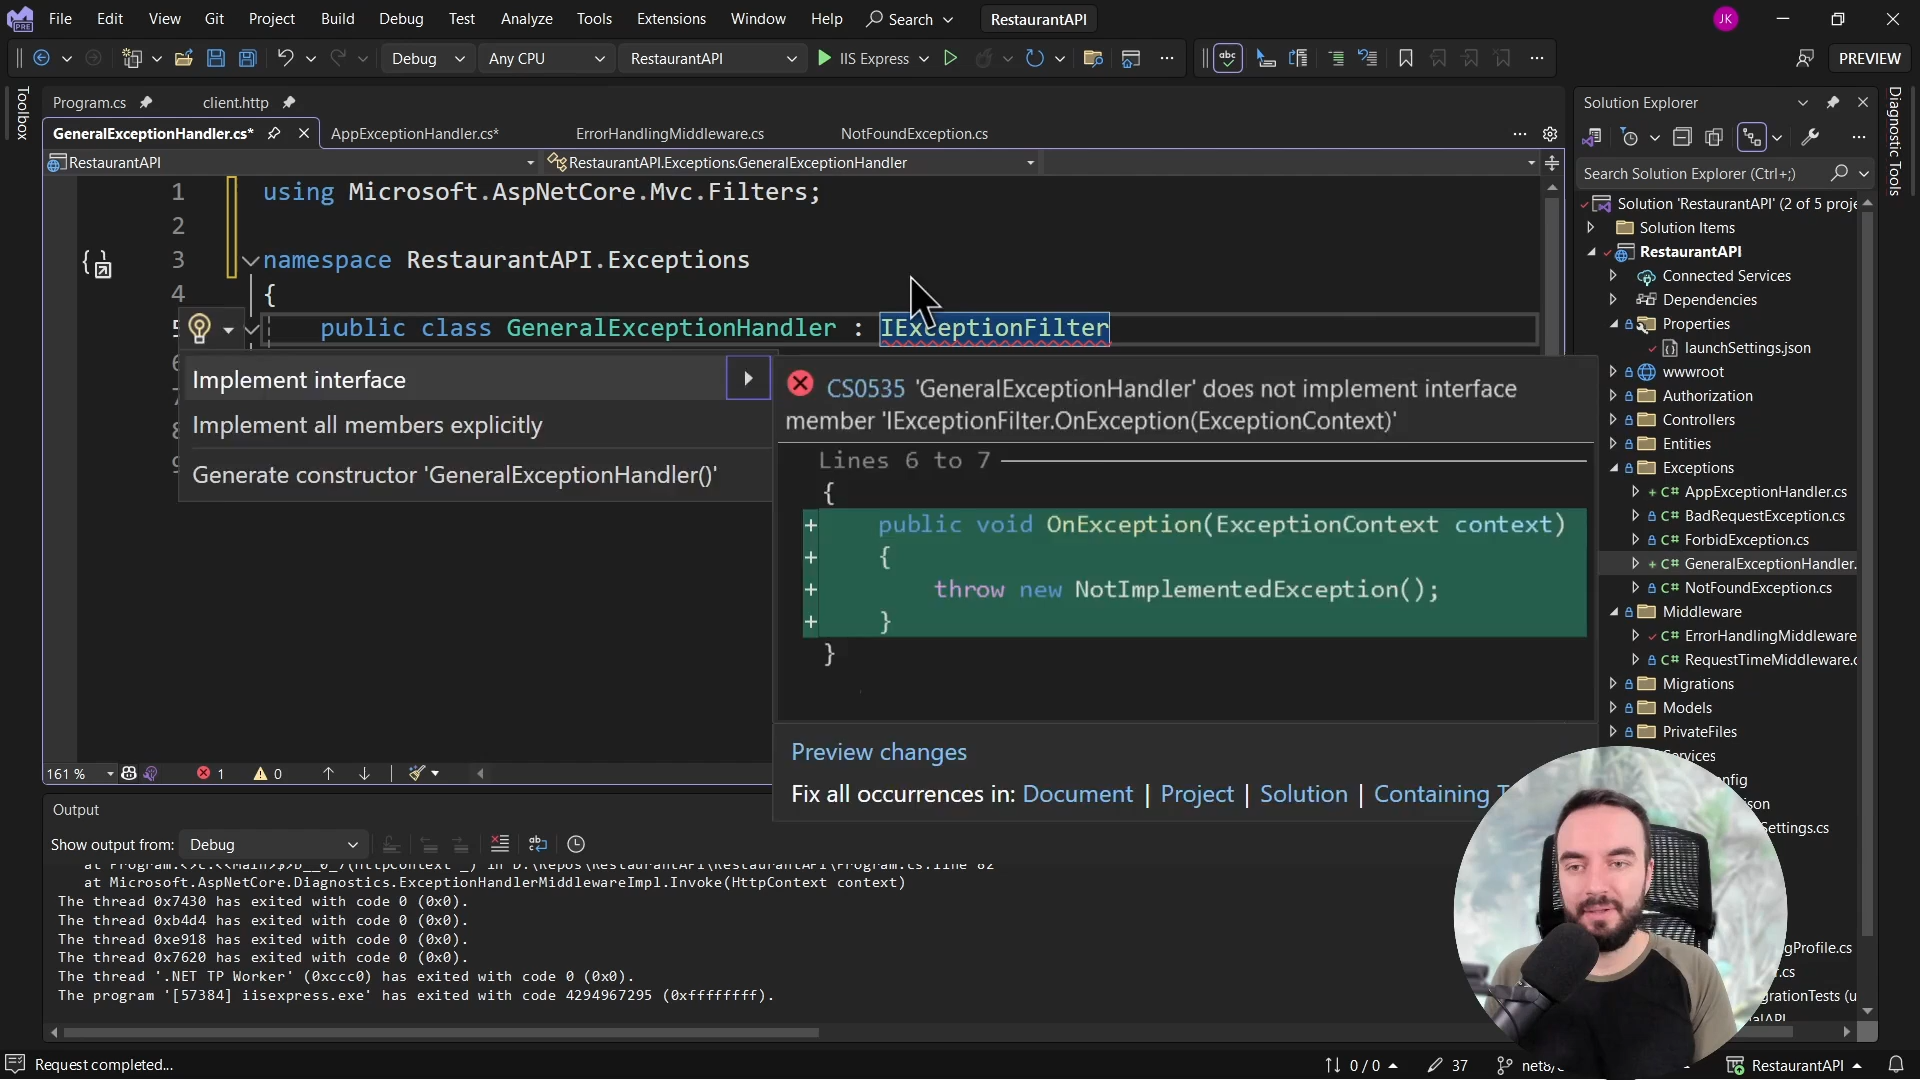 File Edit View Git Project Build Debug Test Analyze Tools Extensions Window Help Search RestaurantAPI JK
Debug Any CPU RestaurantAPI IIS Express PREVIEW
Toolbox
Program.cs client.http
GeneralExceptionHandler.cs* AppExceptionHandler.cs* ErrorHandlingMiddleware.cs NotFoundException.cs
RestaurantAPI RestaurantAPI.Exceptions.GeneralExceptionHandler
1 using Microsoft.AspNetCore.Mvc.Filters;
2
3 namespace RestaurantAPI.Exceptions
4 {
public class GeneralExceptionHandler : IExceptionFilter
Implement interface
Implement all members explicitly
Generate constructor 'GeneralExceptionHandler()'
CS0535 'GeneralExceptionHandler' does not implement interface
member 'IExceptionFilter.OnException(ExceptionContext)'
Lines 6 to 7
{
+ public void OnException(ExceptionContext context)
+ {
+ throw new NotImplementedException();
+ }
}
Preview changes
Fix all occurrences in: Document | Project | Solution | Containing
161 % 1 0
Output
Show output from: Debug
at Microsoft.AspNetCore.Diagnostics.ExceptionHandlerMiddlewareImpl.Invoke(HttpContext context)
The thread 0x7430 has exited with code 0 (0x0).
The thread 0xb4d4 has exited with code 0 (0x0).
The thread 0xe918 has exited with code 0 (0x0).
The thread 0x7620 has exited with code 0 (0x0).
The thread '.NET TP Worker' (0xccc0) has exited with code 0 (0x0).
The program '[57384] iisexpress.exe' has exited with code 4294967295 (0xffffffff).
Request completed...
0 / 0 37 RestaurantAPI
Solution Explorer
Search Solution Explorer (Ctrl+;)
Solution 'RestaurantAPI' (2 of 5 proje
Solution Items
RestaurantAPI
Connected Services
Dependencies
Properties
launchSettings.json
wwwroot
Authorization
Controllers
Entities
Exceptions
C# AppExceptionHandler.cs
C# BadRequestException.cs
C# ForbidException.cs
C# GeneralExceptionHandler.
C# NotFoundException.cs
Middleware
C# ErrorHandlingMiddleware
C# RequestTimeMiddleware.c
Migrations
Models
PrivateFiles
Diagnostic Tools